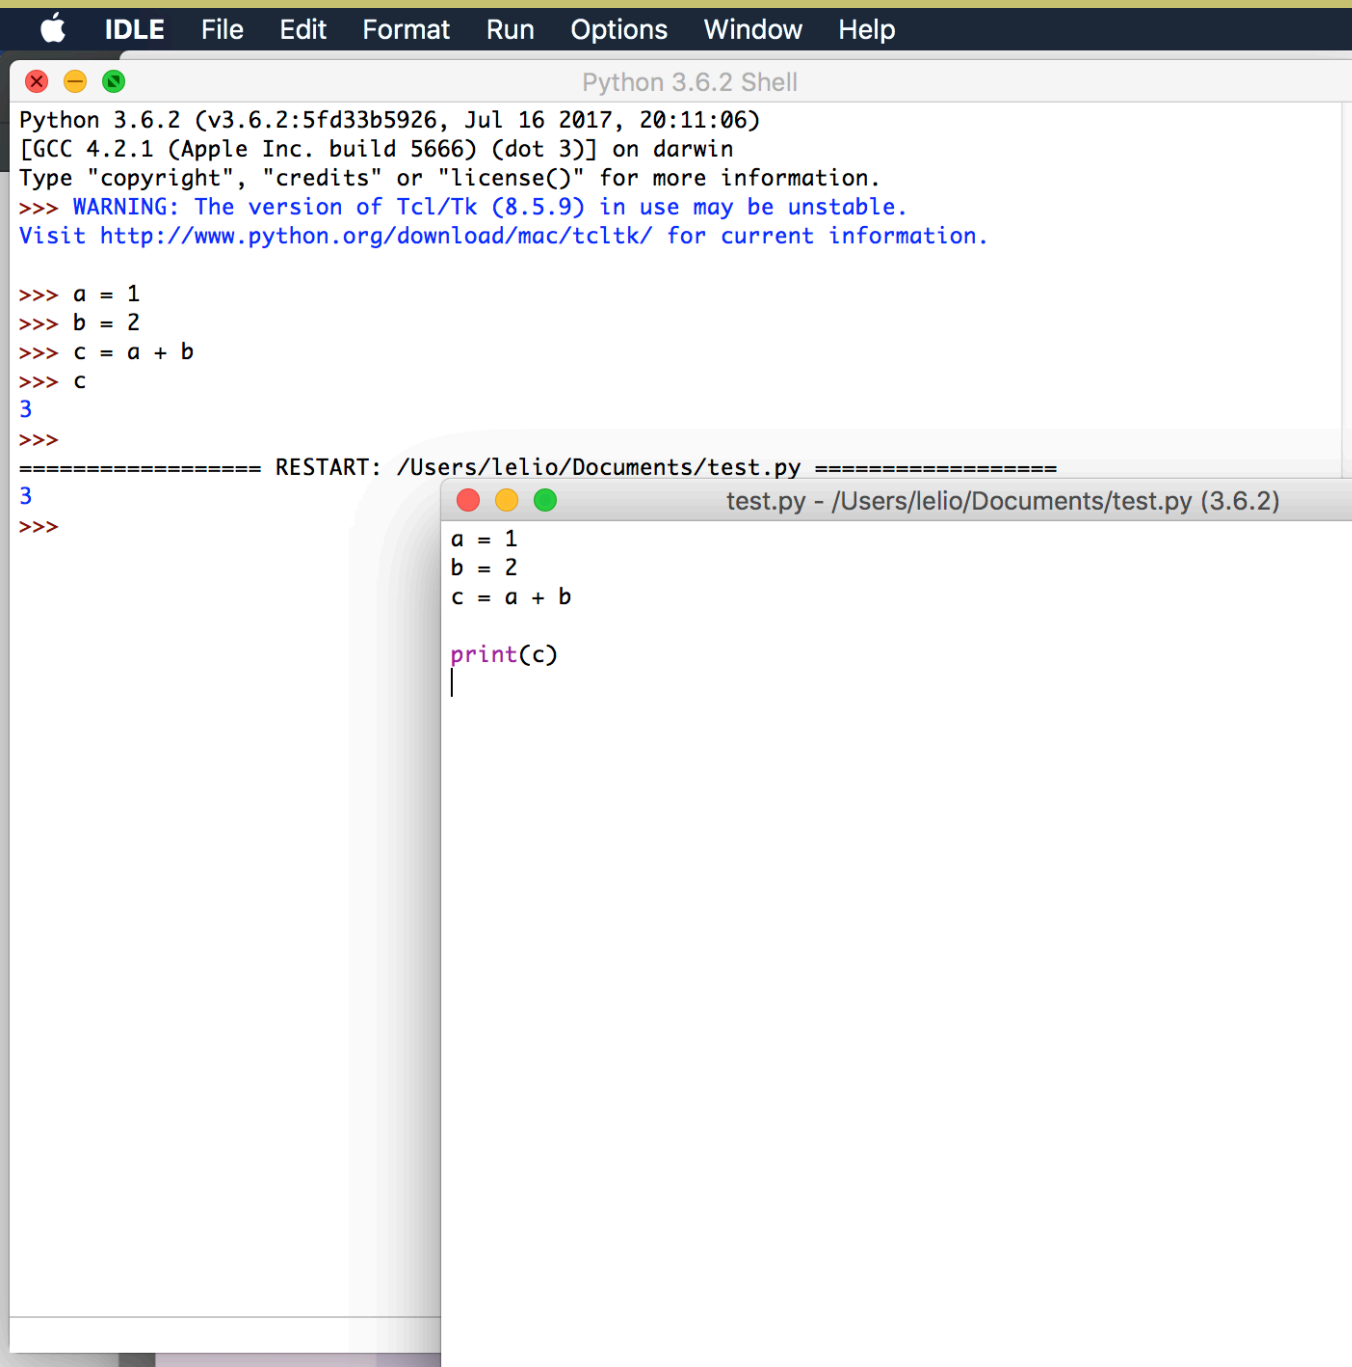 IDLE File Edit Format Run Options Window Help
Python 3.6.2 Shell
Python 3.6.2 (v3.6.2:5fd33b5926, Jul 16 2017, 20:11:06)
[GCC 4.2.1 (Apple Inc. build 5666) (dot 3)] on darwin
Type "copyright", "credits" or "license()" for more information.
>>> WARNING: The version of Tcl/Tk (8.5.9) in use may be unstable.
Visit http://www.python.org/download/mac/tcltk/ for current information.
>>> a = 1
>>> b = 2
>>> c = a + b
>>> c
3
>>>
================== RESTART: /Users/lelio/Documents/test.py ==================
3
>>>
test.py - /Users/lelio/Documents/test.py (3.6.2)
a = 1
b = 2
c = a + b
print(c)